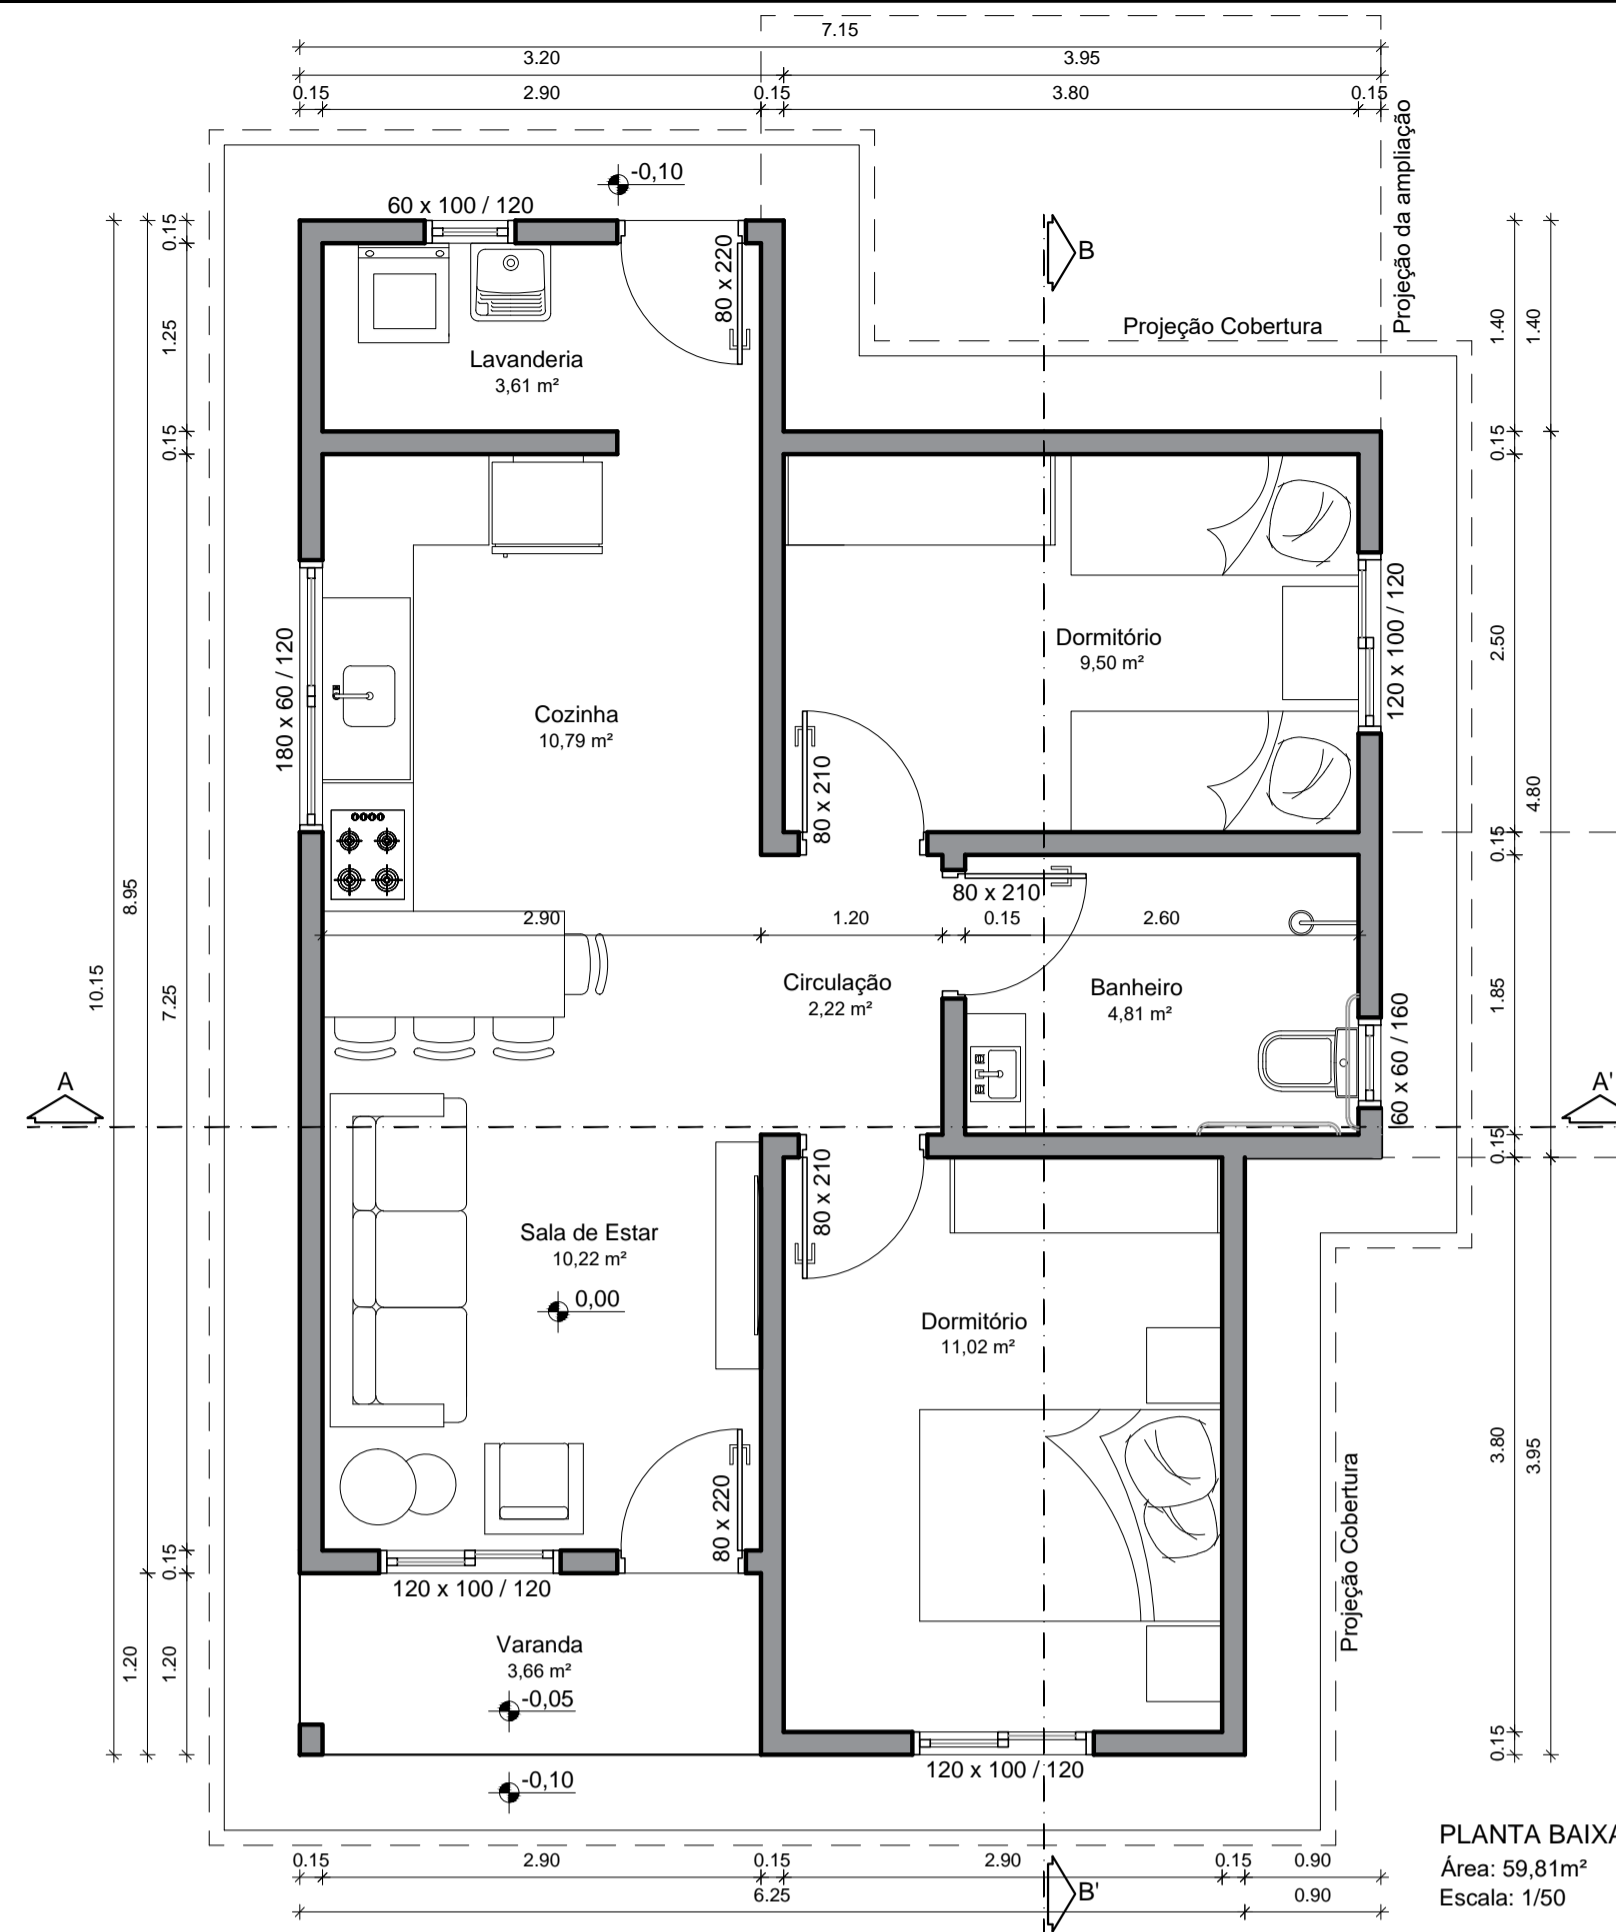 7.15
3.20 3.95
0.15 2.90 0.15 3.80 0.15
Projeção da ampliação
-0,10
60 x 100 / 120
80 x 220
B
Projeção Cobertura
Lavanderia
3,61 m²
0.15
1.25
0.15
7.25
0.15
1.20
8.95
1.20
10.15
1.40
0.15
2.50
0.15
1.85
0.15
3.80
0.15
1.40
4.80
3.95
180 x 60 / 120
Cozinha
10,79 m²
Dormitório
9,50 m²
120 x 100 / 120
80 x 210
80 x 210
2.90 1.20 0.15 2.60
Circulação
2,22 m²
Banheiro
4,81 m²
60 x 60 / 160
A
A'
80 x 210
Sala de Estar
10,22 m²
0,00
Dormitório
11,02 m²
80 x 220
Projeção Cobertura
120 x 100 / 120
Varanda
3,66 m²
-0,05
120 x 100 / 120
-0,10
PLANTA BAIXA
Área: 59,81m²
Escala: 1/50
0.15 2.90 0.15 2.90 0.15 0.90
6.25 0.90
B'